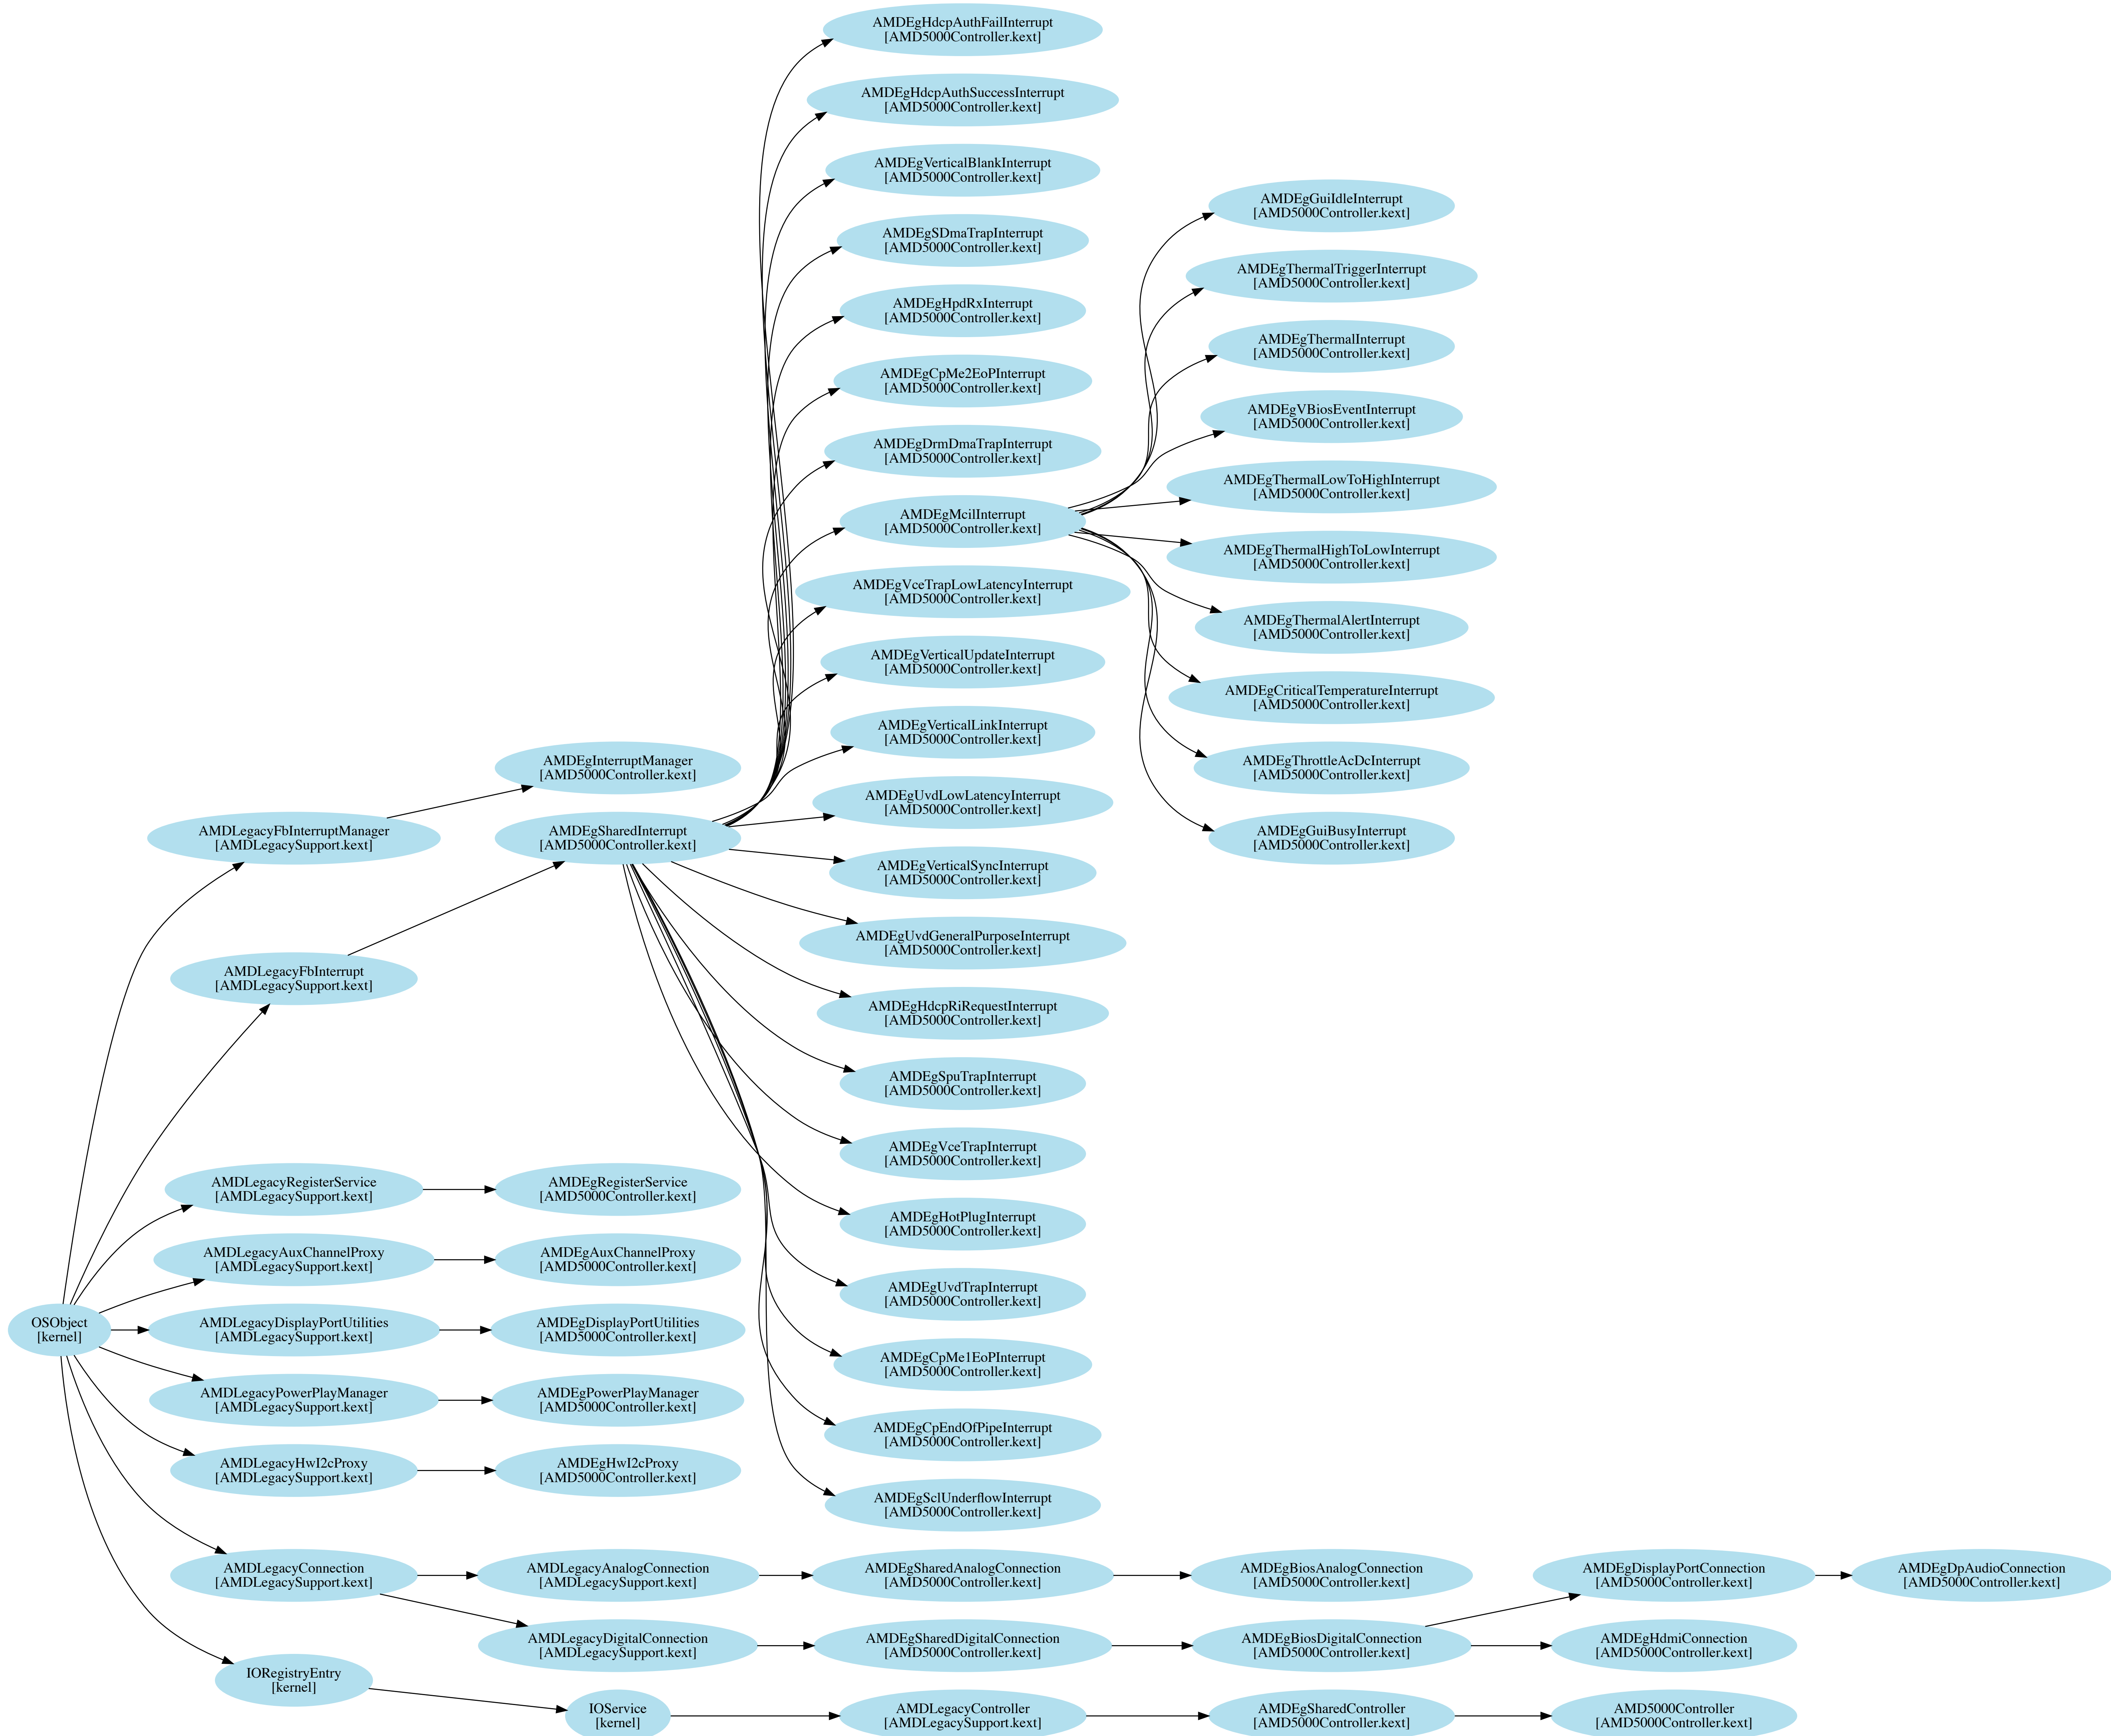 AMDEgHdcpAuthFailInterrupt
[AMD5000Controller.kext]
AMDEgHdcpAuthSuccessInterrupt
[AMD5000Controller.kext]
AMDEgVerticalBlankInterrupt
[AMD5000Controller.kext]
AMDEgSDmaTrapInterrupt
[AMD5000Controller.kext]
AMDEgHpdRxInterrupt
[AMD5000Controller.kext]
AMDEgCpMe2EoPInterrupt
[AMD5000Controller.kext]
AMDEgDrmDmaTrapInterrupt
[AMD5000Controller.kext]
AMDEgMcilInterrupt
[AMD5000Controller.kext]
AMDEgVceTrapLowLatencyInterrupt
[AMD5000Controller.kext]
AMDEgVerticalUpdateInterrupt
[AMD5000Controller.kext]
AMDEgVerticalLinkInterrupt
[AMD5000Controller.kext]
AMDEgUvdLowLatencyInterrupt
[AMD5000Controller.kext]
AMDEgVerticalSyncInterrupt
[AMD5000Controller.kext]
AMDEgUvdGeneralPurposeInterrupt
[AMD5000Controller.kext]
AMDEgHdcpRiRequestInterrupt
[AMD5000Controller.kext]
AMDEgSpuTrapInterrupt
[AMD5000Controller.kext]
AMDEgVceTrapInterrupt
[AMD5000Controller.kext]
AMDEgHotPlugInterrupt
[AMD5000Controller.kext]
AMDEgUvdTrapInterrupt
[AMD5000Controller.kext]
AMDEgCpMe1EoPInterrupt
[AMD5000Controller.kext]
AMDEgCpEndOfPipeInterrupt
[AMD5000Controller.kext]
AMDEgSclUnderflowInterrupt
[AMD5000Controller.kext]
AMDEgGuiIdleInterrupt
[AMD5000Controller.kext]
AMDEgThermalTriggerInterrupt
[AMD5000Controller.kext]
AMDEgThermalInterrupt
[AMD5000Controller.kext]
AMDEgVBiosEventInterrupt
[AMD5000Controller.kext]
AMDEgThermalLowToHighInterrupt
[AMD5000Controller.kext]
AMDEgThermalHighToLowInterrupt
[AMD5000Controller.kext]
AMDEgThermalAlertInterrupt
[AMD5000Controller.kext]
AMDEgCriticalTemperatureInterrupt
[AMD5000Controller.kext]
AMDEgThrottleAcDcInterrupt
[AMD5000Controller.kext]
AMDEgGuiBusyInterrupt
[AMD5000Controller.kext]
AMDEgInterruptManager
[AMD5000Controller.kext]
AMDLegacyFbInterruptManager
[AMDLegacySupport.kext]
AMDEgSharedInterrupt
[AMD5000Controller.kext]
AMDLegacyFbInterrupt
[AMDLegacySupport.kext]
AMDLegacyRegisterService
[AMDLegacySupport.kext]
AMDEgRegisterService
[AMD5000Controller.kext]
AMDLegacyAuxChannelProxy
[AMDLegacySupport.kext]
AMDEgAuxChannelProxy
[AMD5000Controller.kext]
OSObject
[kernel]
AMDLegacyDisplayPortUtilities
[AMDLegacySupport.kext]
AMDEgDisplayPortUtilities
[AMD5000Controller.kext]
AMDLegacyPowerPlayManager
[AMDLegacySupport.kext]
AMDEgPowerPlayManager
[AMD5000Controller.kext]
AMDLegacyHwI2cProxy
[AMDLegacySupport.kext]
AMDEgHwI2cProxy
[AMD5000Controller.kext]
AMDLegacyConnection
[AMDLegacySupport.kext]
AMDLegacyAnalogConnection
[AMDLegacySupport.kext]
AMDEgSharedAnalogConnection
[AMD5000Controller.kext]
AMDEgBiosAnalogConnection
[AMD5000Controller.kext]
AMDEgDisplayPortConnection
[AMD5000Controller.kext]
AMDEgDpAudioConnection
[AMD5000Controller.kext]
AMDLegacyDigitalConnection
[AMDLegacySupport.kext]
AMDEgSharedDigitalConnection
[AMD5000Controller.kext]
AMDEgBiosDigitalConnection
[AMD5000Controller.kext]
AMDEgHdmiConnection
[AMD5000Controller.kext]
IORegistryEntry
[kernel]
IOService
[kernel]
AMDLegacyController
[AMDLegacySupport.kext]
AMDEgSharedController
[AMD5000Controller.kext]
AMD5000Controller
[AMD5000Controller.kext]